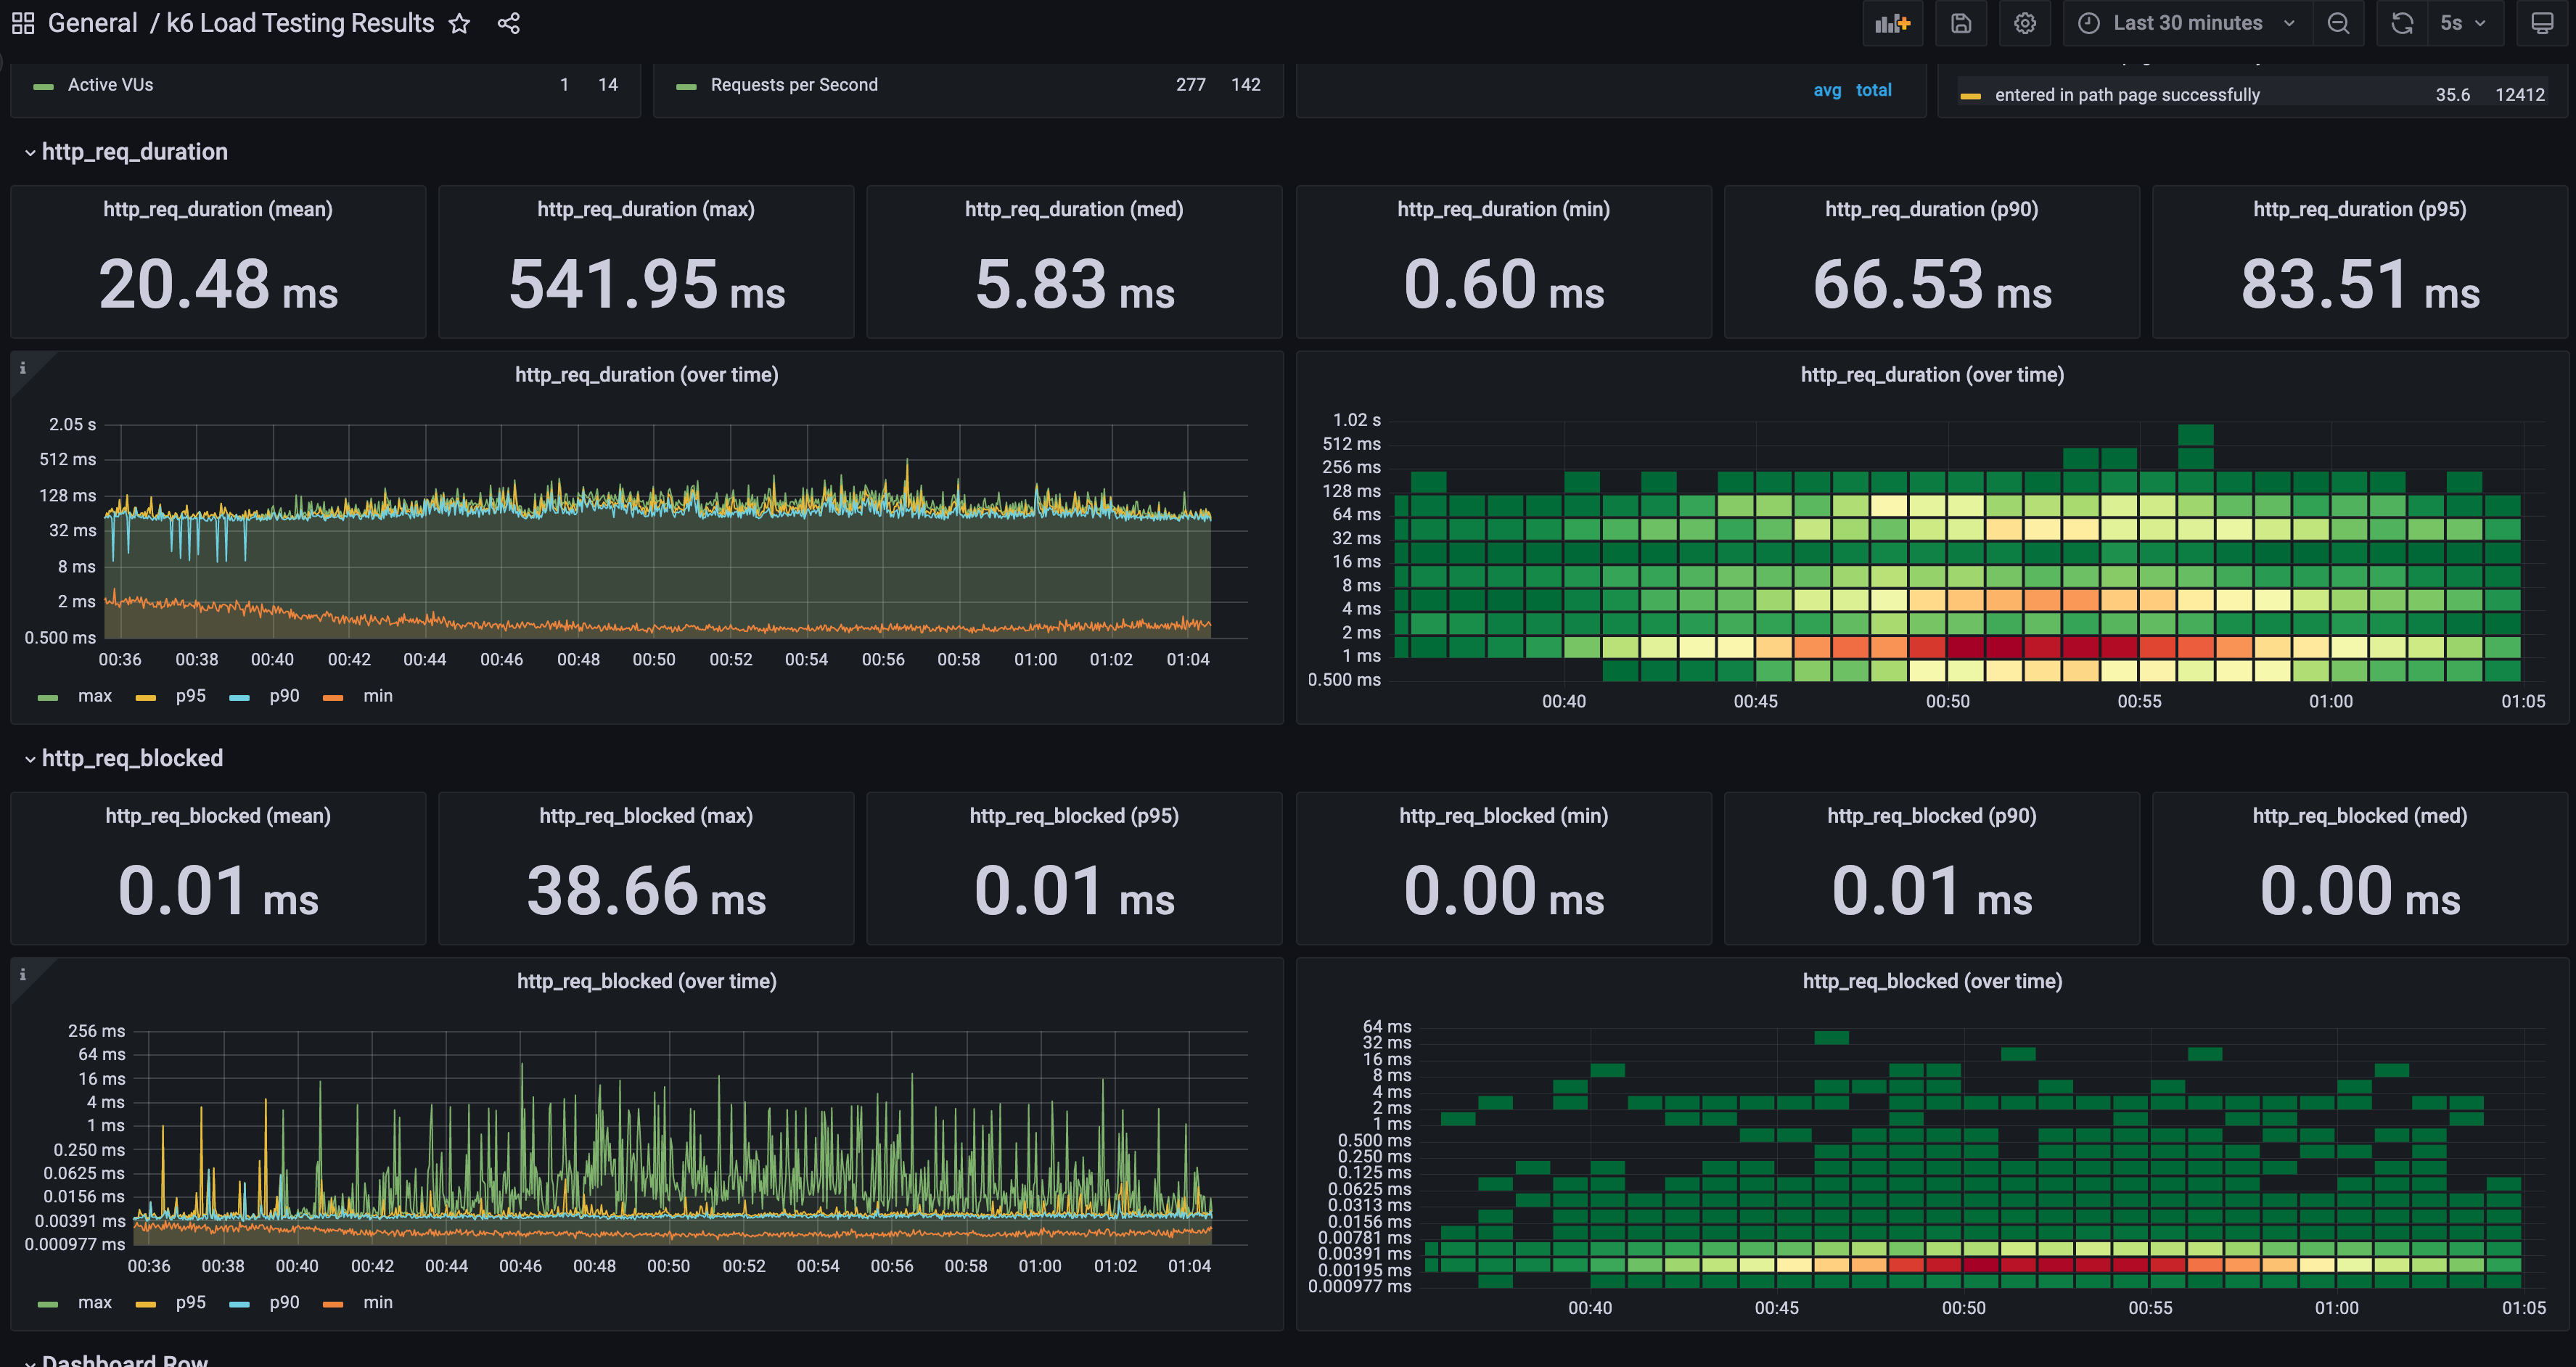 General / k6 Load Testing Results
Last 30 minutes
5s
Active VUs 1 14
Requests per Second 277 142
avg total
entered in path page successfully 35.6 12412
http_req_duration
http_req_duration (mean)
20.48 ms
http_req_duration (max)
541.95 ms
http_req_duration (med)
5.83 ms
http_req_duration (min)
0.60 ms
http_req_duration (p90)
66.53 ms
http_req_duration (p95)
83.51 ms
i
http_req_duration (over time)
2.05 s
512 ms
128 ms
32 ms
8 ms
2 ms
0.500 ms
00:36 00:38 00:40 00:42 00:44 00:46 00:48 00:50 00:52 00:54 00:56 00:58 01:00 01:02 01:04
max p95 p90 min
http_req_duration (over time)
1.02 s
512 ms
256 ms
128 ms
64 ms
32 ms
16 ms
8 ms
4 ms
2 ms
1 ms
0.500 ms
00:40 00:45 00:50 00:55 01:00 01:05
http_req_blocked
http_req_blocked (mean)
0.01 ms
http_req_blocked (max)
38.66 ms
http_req_blocked (p95)
0.01 ms
http_req_blocked (min)
0.00 ms
http_req_blocked (p90)
0.01 ms
http_req_blocked (med)
0.00 ms
i
http_req_blocked (over time)
256 ms
64 ms
16 ms
4 ms
1 ms
0.250 ms
0.0625 ms
0.0156 ms
0.00391 ms
0.000977 ms
00:36 00:38 00:40 00:42 00:44 00:46 00:48 00:50 00:52 00:54 00:56 00:58 01:00 01:02 01:04
max p95 p90 min
http_req_blocked (over time)
64 ms
32 ms
16 ms
8 ms
4 ms
2 ms
1 ms
0.500 ms
0.250 ms
0.125 ms
0.0625 ms
0.0313 ms
0.0156 ms
0.00781 ms
0.00391 ms
0.00195 ms
0.000977 ms
00:40 00:45 00:50 00:55 01:00 01:05
Dashboard Row